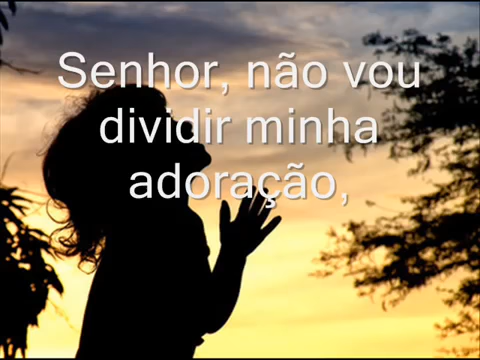 Senhor, não vou
dividir minha
adoração,